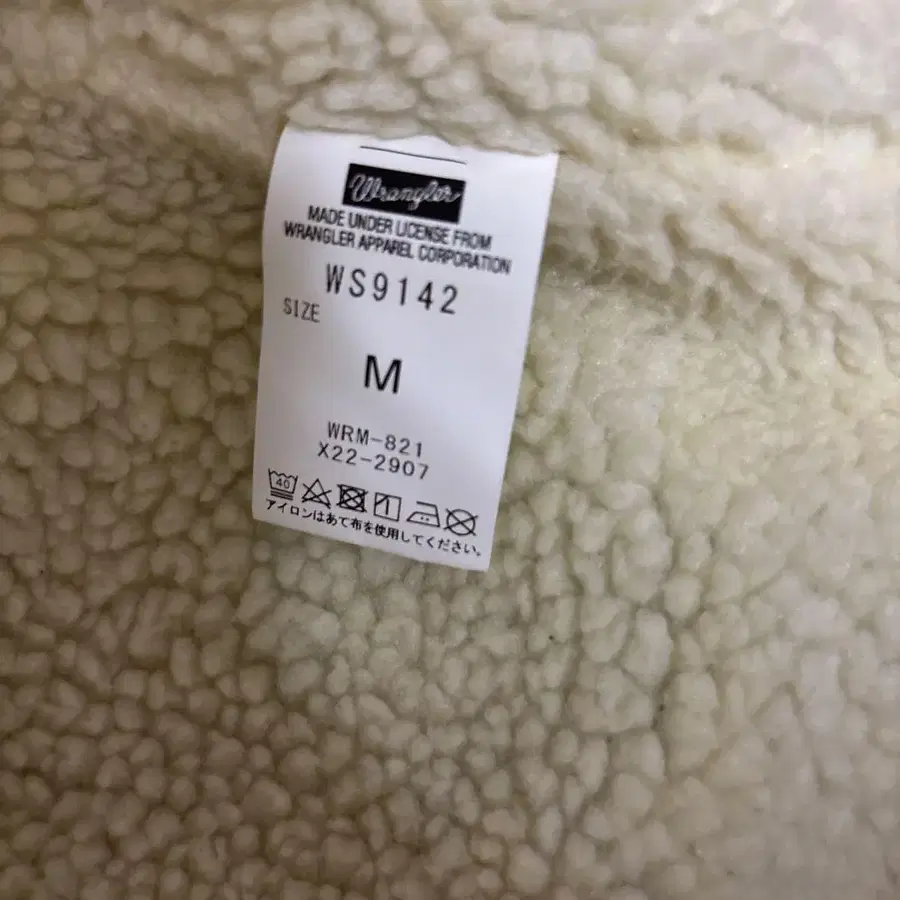 Wrangler
MADE UNDER LICENSE FROM
WRANGLER APPAREL CORPORATION
WS9142
SIZE
M
WRM-821
X22-2907
40
アイロンはあて布を使用してください。